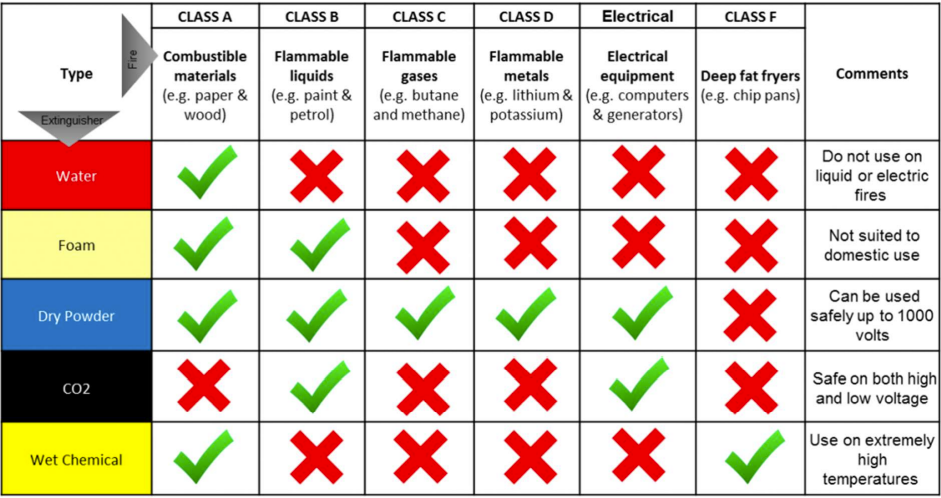 CLASS A CLASS B CLASS C CLASS D Electrical CLASS F
Type
Fire
Extinguisher
Combustible
materials
(e.g. paper &
wood)
Flammable
liquids
(e.g. paint &
petrol)
Flammable
gases
(e.g. butane
and methane)
Flammable
metals
(e.g. lithium &
potassium)
Electrical
equipment
(e.g. computers
& generators)
Deep fat fryers
(e.g. chip pans)
Comments
Water
Do not use on
liquid or electric
fires
Foam
Not suited to
domestic use
Dry Powder
Can be used
safely up to 1000
volts
CO2
Safe on both high
and low voltage
Wet Chemical
Use on extremely
high
temperatures